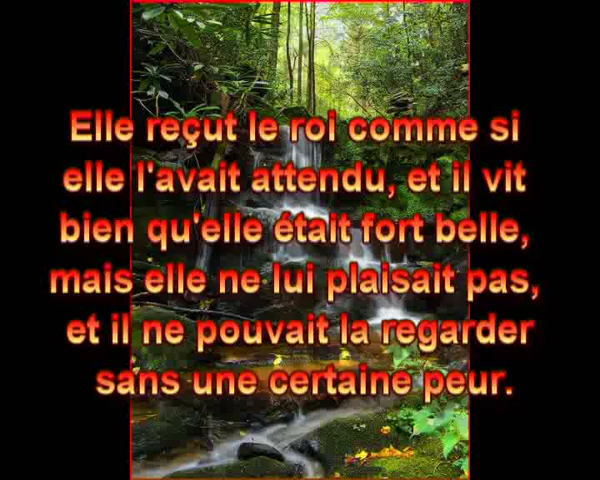 Elle reçut le roi comme si
elle l'avait attendu, et il vit
bien qu'elle était fort belle,
mais elle ne lui plaisait pas,
et il ne pouvait la regarder
sans une certaine peur.